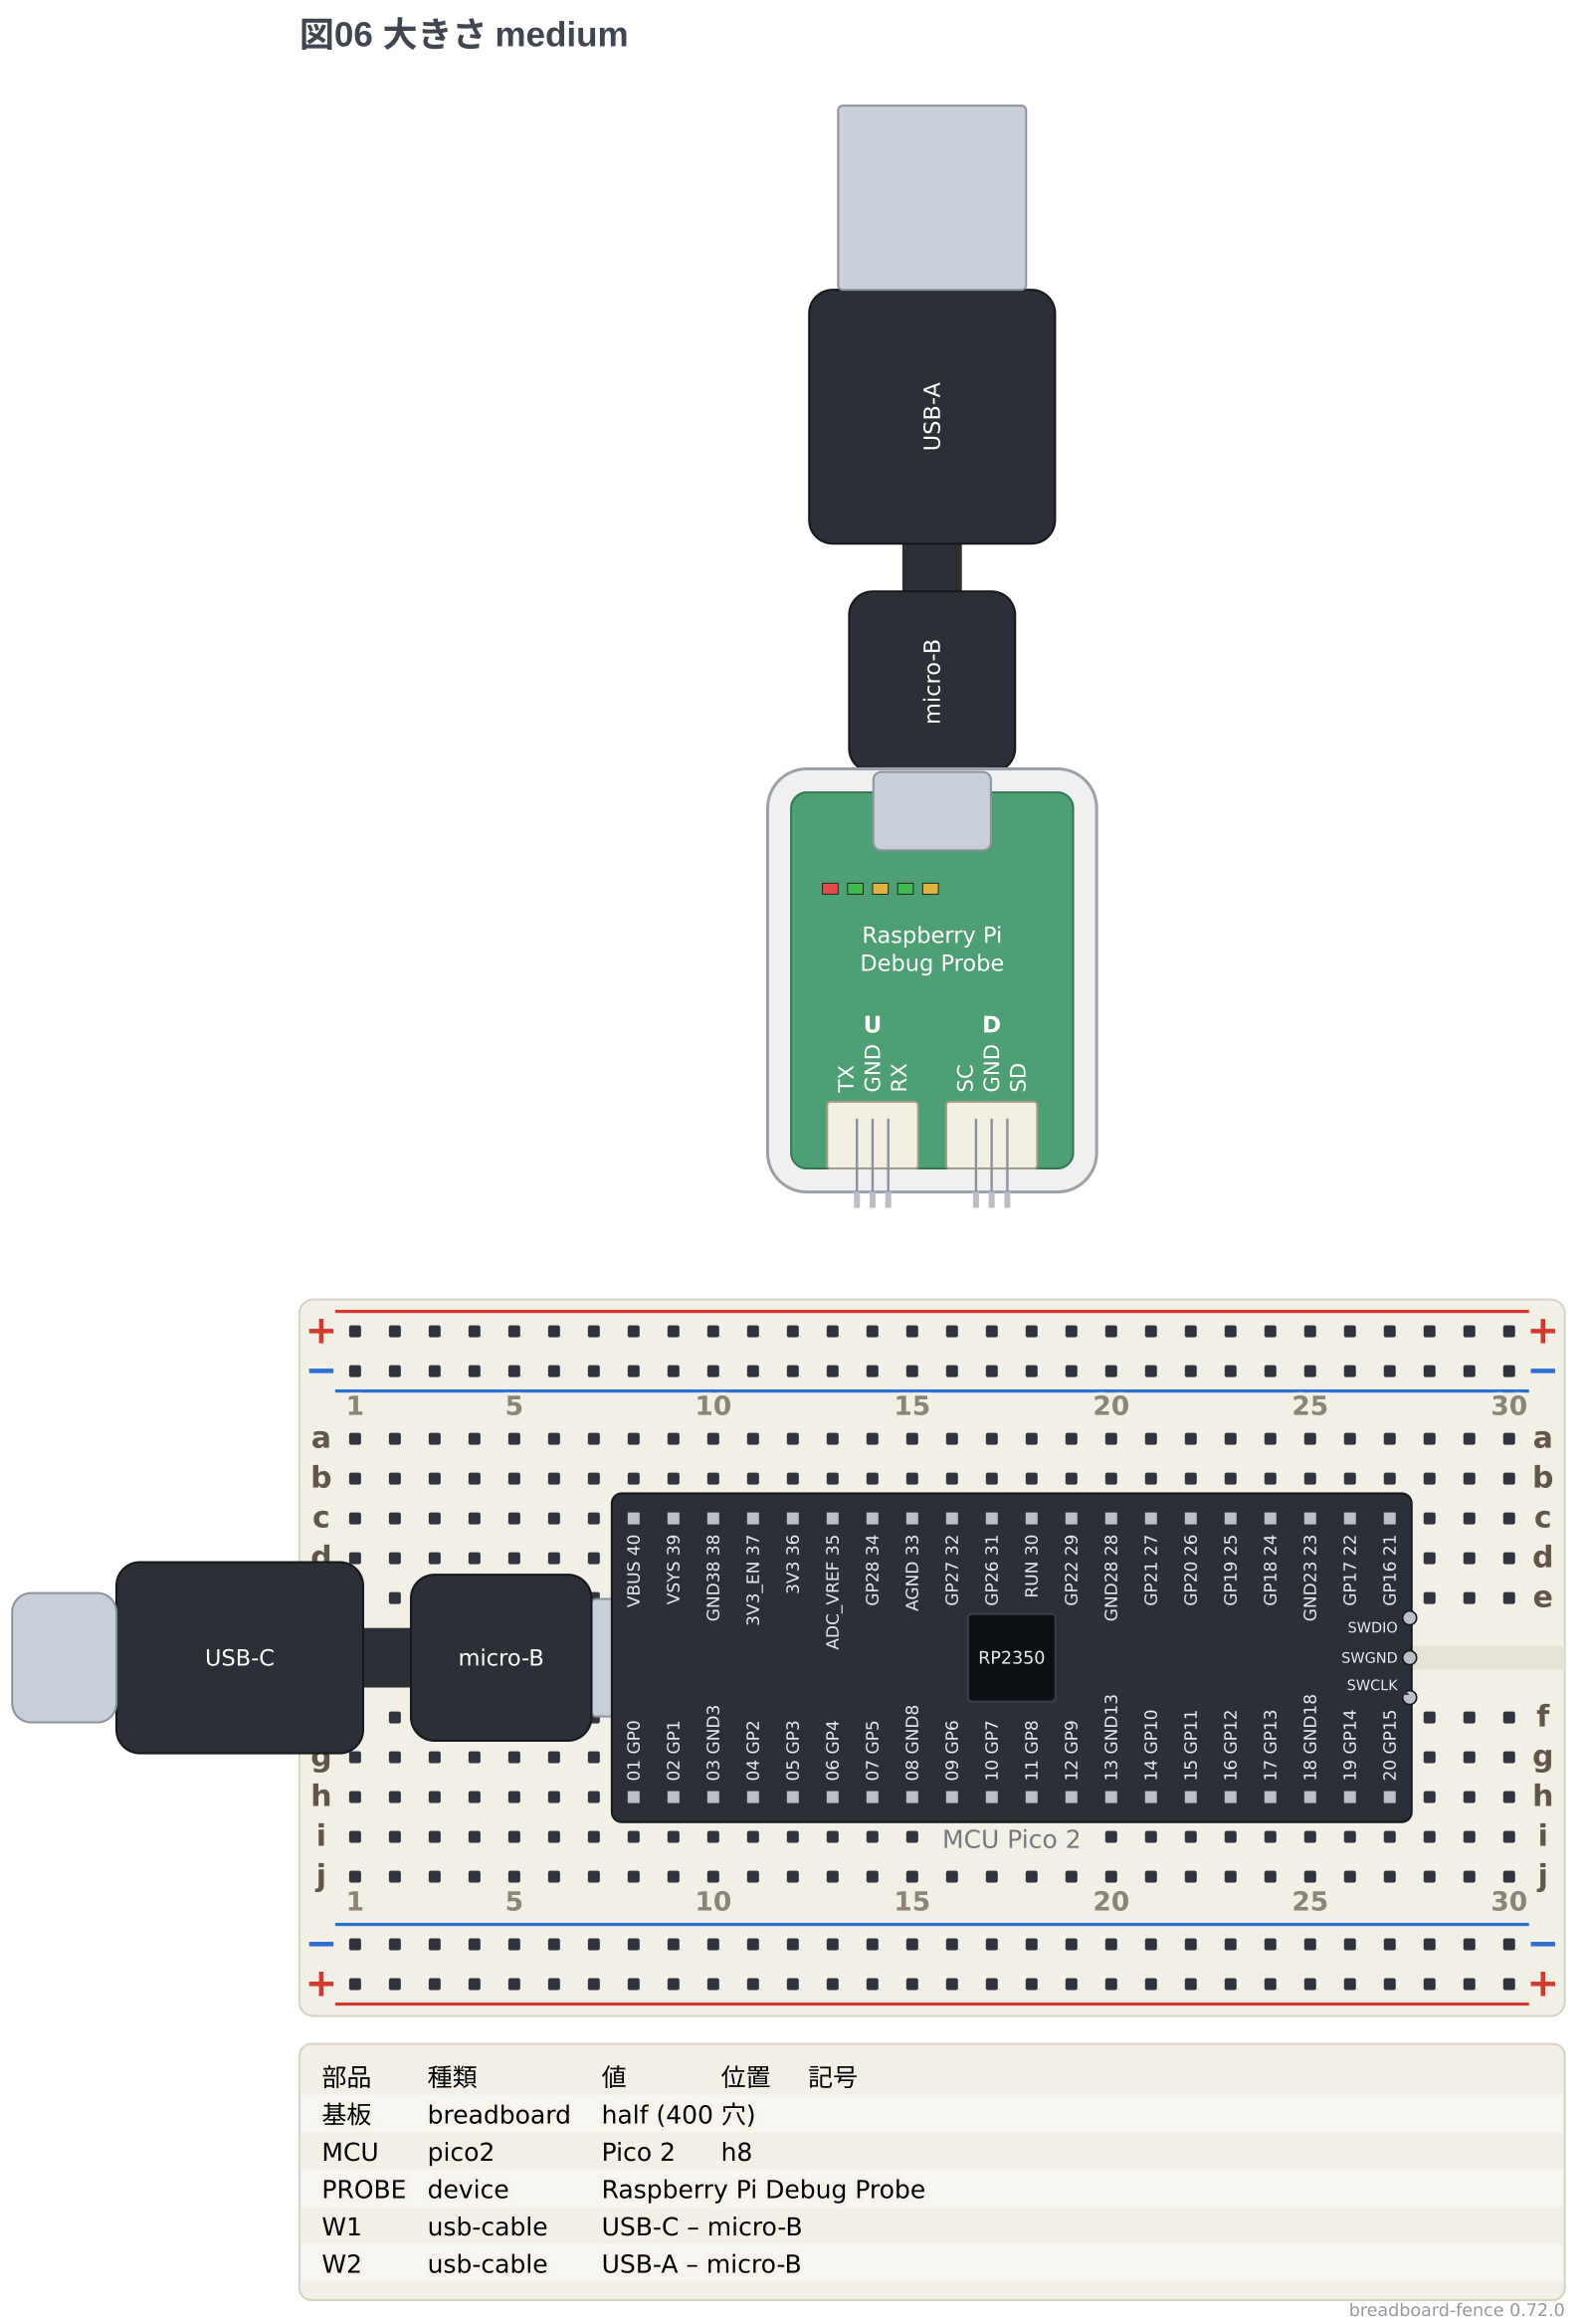 図06 大きさ medium
USB-A
micro-B
Raspberry Pi
Debug Probe
U D
TX GND RX SC GND SD
+ +
− −
1 5 10 15 20 25 30
a a
b b
c c
d d
e
VBUS 40 VSYS 39 GND38 38 3V3_EN 37 3V3 36 ADC_VREF 35 GP28 34 AGND 33 GP27 32 GP26 31 RUN 30 GP22 29 GND28 28 GP21 27 GP20 26 GP19 25 GP18 24 GND23 23 GP17 22 GP16 21
SWDIO
USB-C micro-B RP2350 SWGND
SWCLK
01 GP0 02 GP1 03 GND3 04 GP2 05 GP3 06 GP4 07 GP5 08 GND8 09 GP6 10 GP7 11 GP8 12 GP9 13 GND13 14 GP10 15 GP11 16 GP12 17 GP13 18 GND18 19 GP14 20 GP15
f
g g
h h
i MCU Pico 2 i
j j
1 5 10 15 20 25 30
− −
+ +
部品 種類 値 位置 記号
基板 breadboard half (400 穴)
MCU pico2 Pico 2 h8
PROBE device Raspberry Pi Debug Probe
W1 usb-cable USB-C – micro-B
W2 usb-cable USB-A – micro-B
breadboard-fence 0.72.0